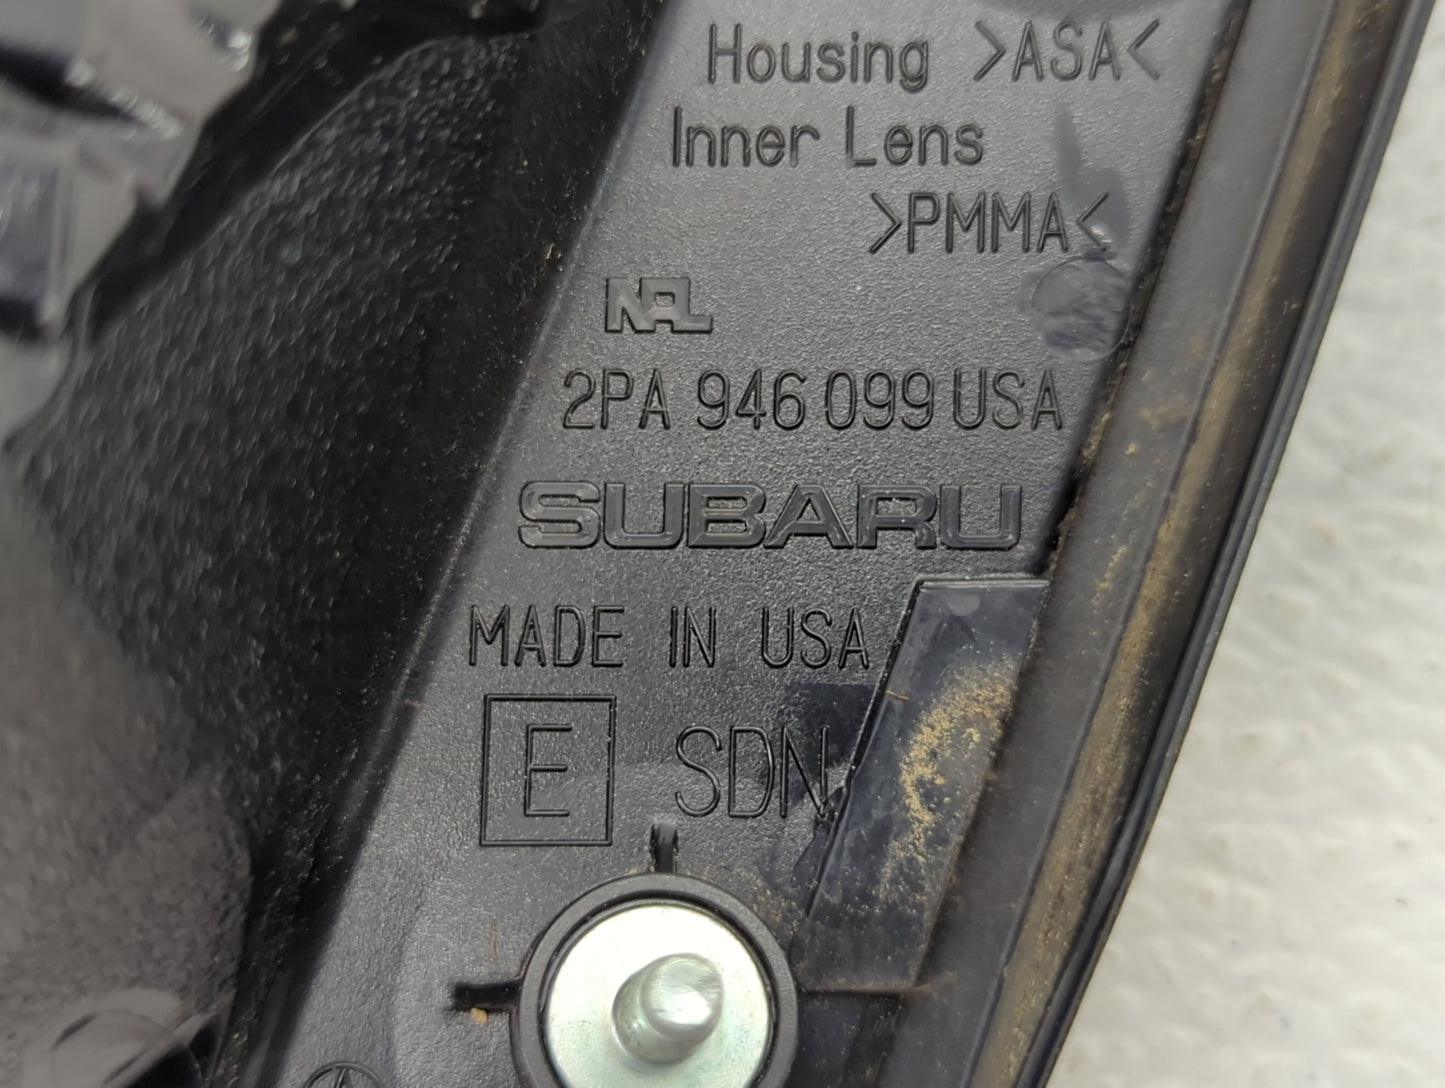 Housing >ASA<
Inner Lens
>PMMA<
NAL
2PA 946 099 USA
SUBARU
MADE IN USA
E SDN